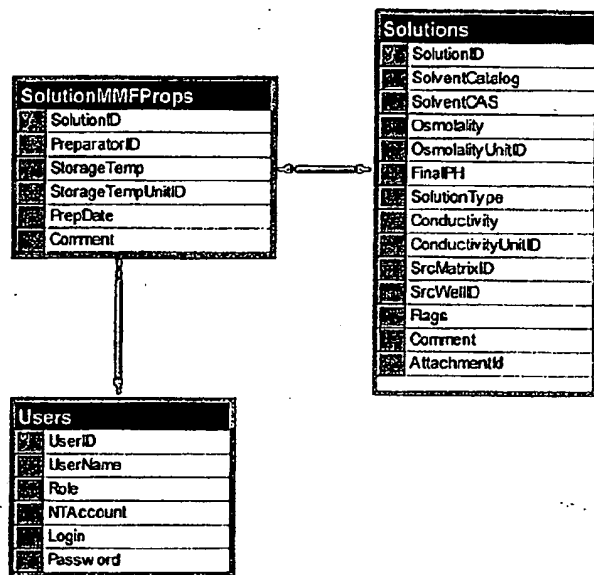 SolutionMMFProps
SolutionID
PreparatorID
StorageTemp
StorageTempUnitID
PrepDate
Comment
Solutions
SolutionID
SolventCatalog
SolventCAS
Osmolality
OsmolalityUnitID
FinalPH
SolutionType
Conductivity
ConductivityUnitID
SrcMatrixID
SrcWellID
Flags
Comment
AttachmentId
Users
UserID
UserName
Role
NTAccount
Login
Password